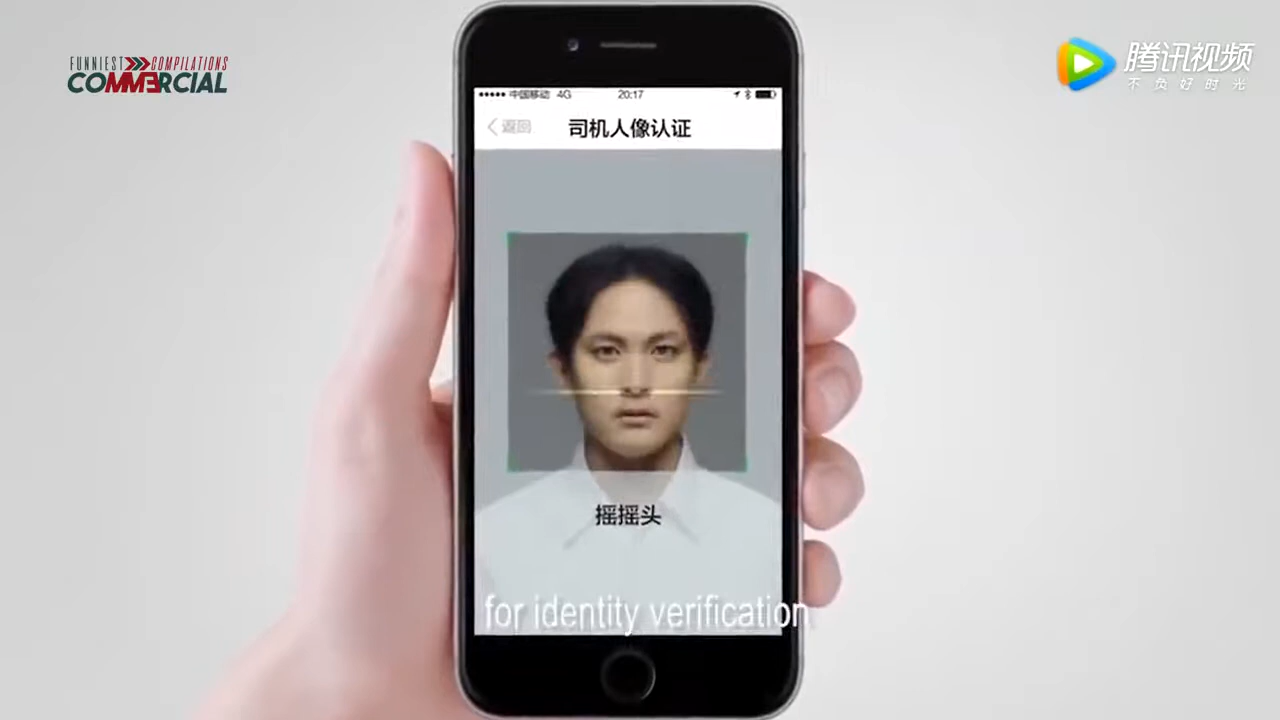 FUNNIEST COMPILATIONS
COMMERCIAL
腾讯视频
不负好时光
中国移动 4G 20:17
返回 司机人像认证
摇摇头
for identity verification